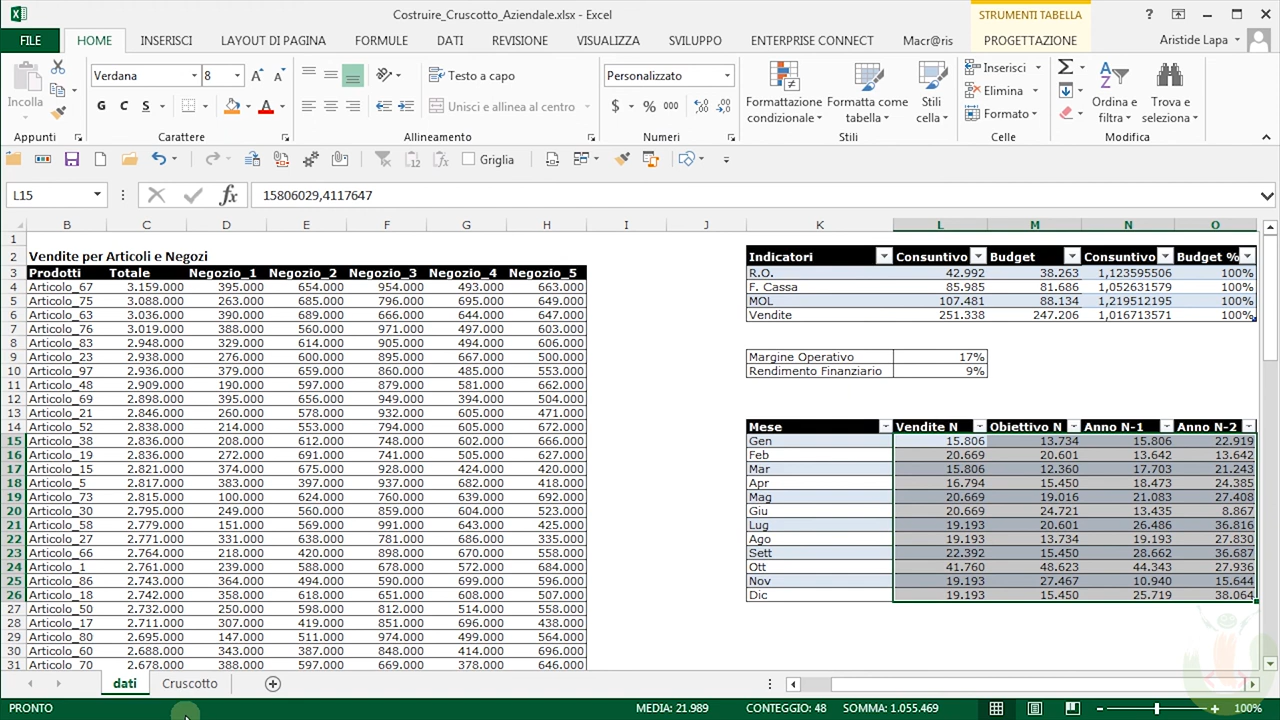 Costruire_Cruscotto_Aziendale.xlsx - Excel
STRUMENTI TABELLA
FILE HOME INSERISCI LAYOUT DI PAGINA FORMULE DATI REVISIONE VISUALIZZA SVILUPPO ENTERPRISE CONNECT Macr@ris PROGETTAZIONE Aristide Lapa
Incolla
Verdana 8
Testo a capo
Personalizzato
Formattazione condizionale
Formatta come tabella
Stili cella
Inserisci
Elimina
Formato
Ordina e filtra
Trova e seleziona
G C S
Unisci e allinea al centro
$ % 000
Appunti Carattere Allineamento Numeri Stili Celle Modifica
Griglia
L15 fx 15806029,4117647
B C D E F G H I J K L M N O
1
2 Vendite per Articoli e Negozi Indicatori Consuntivo Budget Consuntivo Budget %
3 Prodotti Totale Negozio_1 Negozio_2 Negozio_3 Negozio_4 Negozio_5 R.O. 42.992 38.263 1,123595506 100%
4 Articolo_67 3.159.000 395.000 654.000 954.000 493.000 663.000 F. Cassa 85.985 81.686 1,052631579 100%
5 Articolo_75 3.088.000 263.000 685.000 796.000 695.000 649.000 MOL 107.481 88.134 1,219512195 100%
6 Articolo_63 3.036.000 390.000 689.000 666.000 644.000 647.000 Vendite 251.338 247.206 1,016713571 100%
7 Articolo_76 3.019.000 388.000 560.000 971.000 497.000 603.000
8 Articolo_83 2.948.000 329.000 614.000 905.000 494.000 606.000
9 Articolo_23 2.938.000 276.000 600.000 895.000 667.000 500.000 Margine Operativo 17%
10 Articolo_97 2.936.000 379.000 659.000 860.000 485.000 553.000 Rendimento Finanziario 9%
11 Articolo_48 2.909.000 190.000 597.000 879.000 581.000 662.000
12 Articolo_69 2.898.000 395.000 656.000 949.000 394.000 504.000
13 Articolo_21 2.846.000 260.000 578.000 932.000 605.000 471.000
14 Articolo_52 2.838.000 214.000 553.000 794.000 605.000 672.000 Mese Vendite N Obiettivo N Anno N-1 Anno N-2
15 Articolo_38 2.836.000 208.000 612.000 748.000 602.000 666.000 Gen 15.806 13.734 15.806 22.919
16 Articolo_19 2.836.000 272.000 691.000 741.000 505.000 627.000 Feb 20.669 20.601 13.642 13.642
17 Articolo_15 2.821.000 374.000 675.000 928.000 424.000 420.000 Mar 15.806 12.360 17.703 21.243
18 Articolo_5 2.817.000 383.000 397.000 937.000 682.000 418.000 Apr 16.794 15.450 18.473 24.385
19 Articolo_73 2.815.000 100.000 624.000 760.000 639.000 692.000 Mag 20.669 19.016 21.083 27.408
20 Articolo_30 2.795.000 249.000 560.000 859.000 604.000 523.000 Giu 20.669 24.721 13.435 8.867
21 Articolo_58 2.779.000 151.000 569.000 991.000 643.000 425.000 Lug 19.193 20.601 26.486 36.816
22 Articolo_27 2.771.000 331.000 638.000 781.000 686.000 335.000 Ago 19.193 13.734 19.193 27.830
23 Articolo_66 2.764.000 218.000 420.000 898.000 670.000 558.000 Sett 22.392 15.450 28.662 36.687
24 Articolo_1 2.761.000 239.000 588.000 678.000 572.000 684.000 Ott 41.760 48.623 44.343 27.936
25 Articolo_86 2.743.000 364.000 494.000 590.000 699.000 596.000 Nov 19.193 27.467 10.940 15.644
26 Articolo_18 2.742.000 358.000 618.000 651.000 608.000 507.000 Dic 19.193 15.450 25.719 38.064
27 Articolo_50 2.732.000 250.000 598.000 812.000 514.000 558.000
28 Articolo_17 2.711.000 307.000 419.000 851.000 696.000 438.000
29 Articolo_80 2.695.000 147.000 511.000 974.000 499.000 564.000
30 Articolo_60 2.688.000 343.000 387.000 848.000 414.000 696.000
31 Articolo_70 2.678.000 388.000 597.000 669.000 378.000 646.000
dati Cruscotto
PRONTO MEDIA: 21.989 CONTEGGIO: 48 SOMMA: 1.055.469 100%